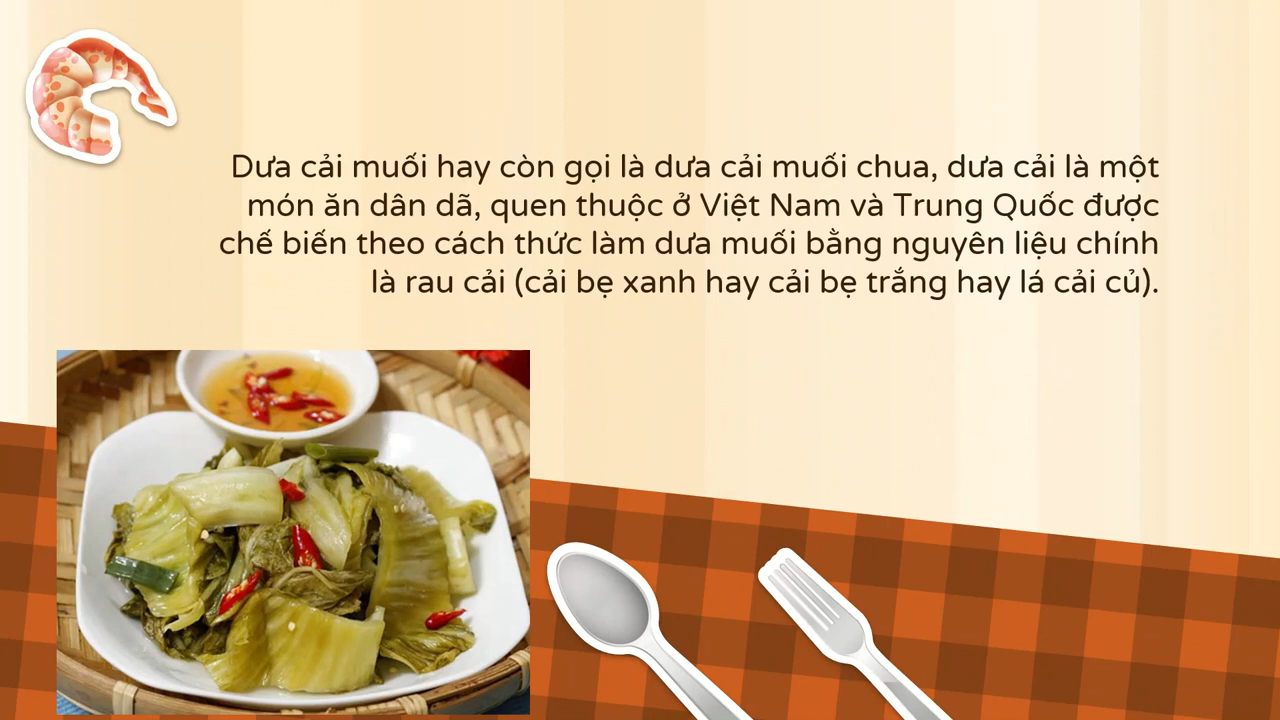 Dưa cải muối hay còn gọi là dưa cải muối chua, dưa cải là một
món ăn dân dã, quen thuộc ở Việt Nam và Trung Quốc được
chế biến theo cách thức làm dưa muối bằng nguyên liệu chính
là rau cải (cải bẹ xanh hay cải bẹ trắng hay lá cải củ).